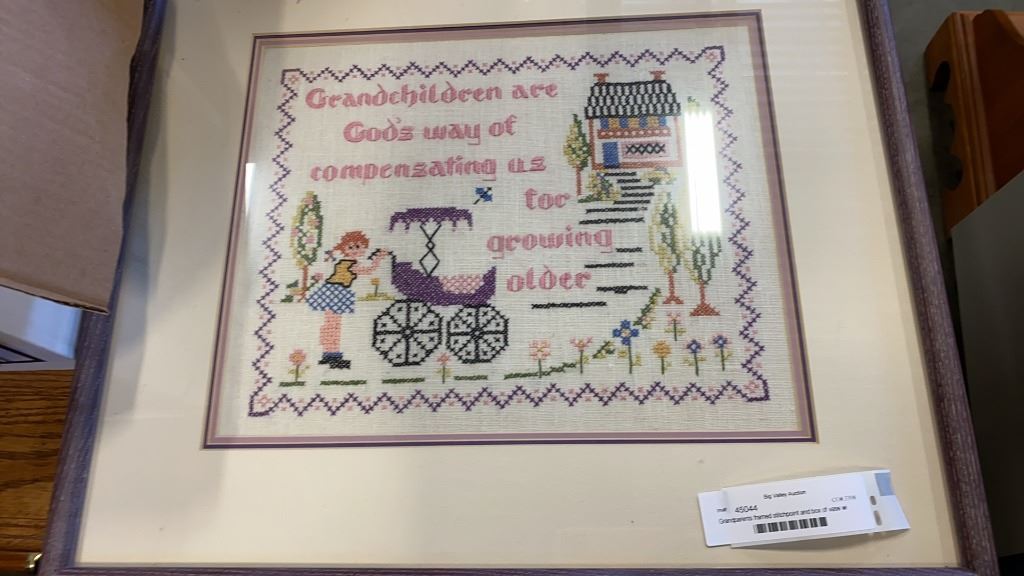 Grandchildren are
God's way of
compensating us
for
growing
older
Big Valley Auction
45044
Grandparents framed stitchpoint and box of